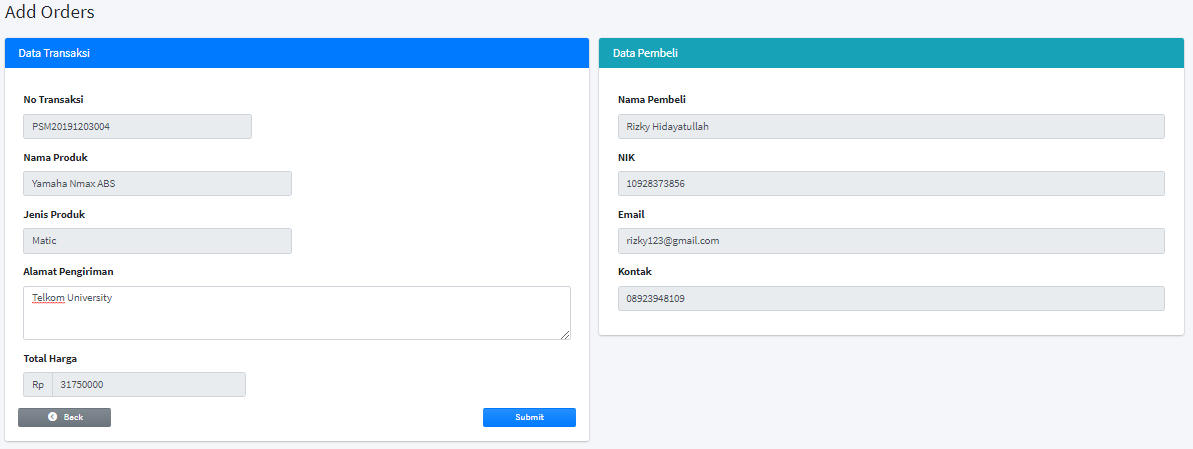 Add Orders
Data Transaksi
No Transaksi
PSM20191203004
Nama Produk
Yamaha Nmax ABS
Jenis Produk
Matic
Alamat Pengiriman
Telkom University
Total Harga
Rp 31750000
Back
Submit
Data Pembeli
Nama Pembeli
Rizky Hidayatullah
NIK
10928373856
Email
rizky123@gmail.com
Kontak
08923948109